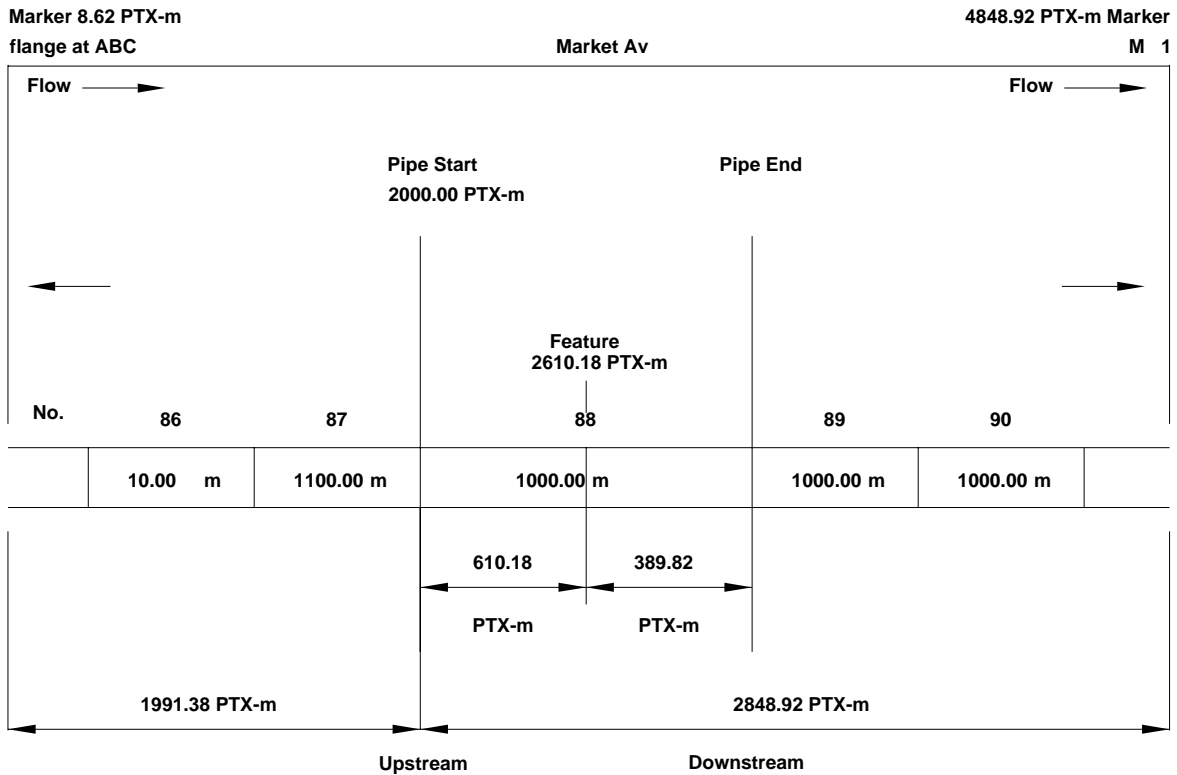 Marker 8.62 PTX-m 4848.92 PTX-m Marker
flange at ABC Market Av M 1
Flow Flow
Pipe Start Pipe End
2000.00 PTX-m
Feature
2610.18 PTX-m
No. 86 87 88 89 90
10.00 m 1100.00 m 1000.00 m 1000.00 m 1000.00 m
610.18 389.82
PTX-m PTX-m
1991.38 PTX-m 2848.92 PTX-m
Upstream Downstream